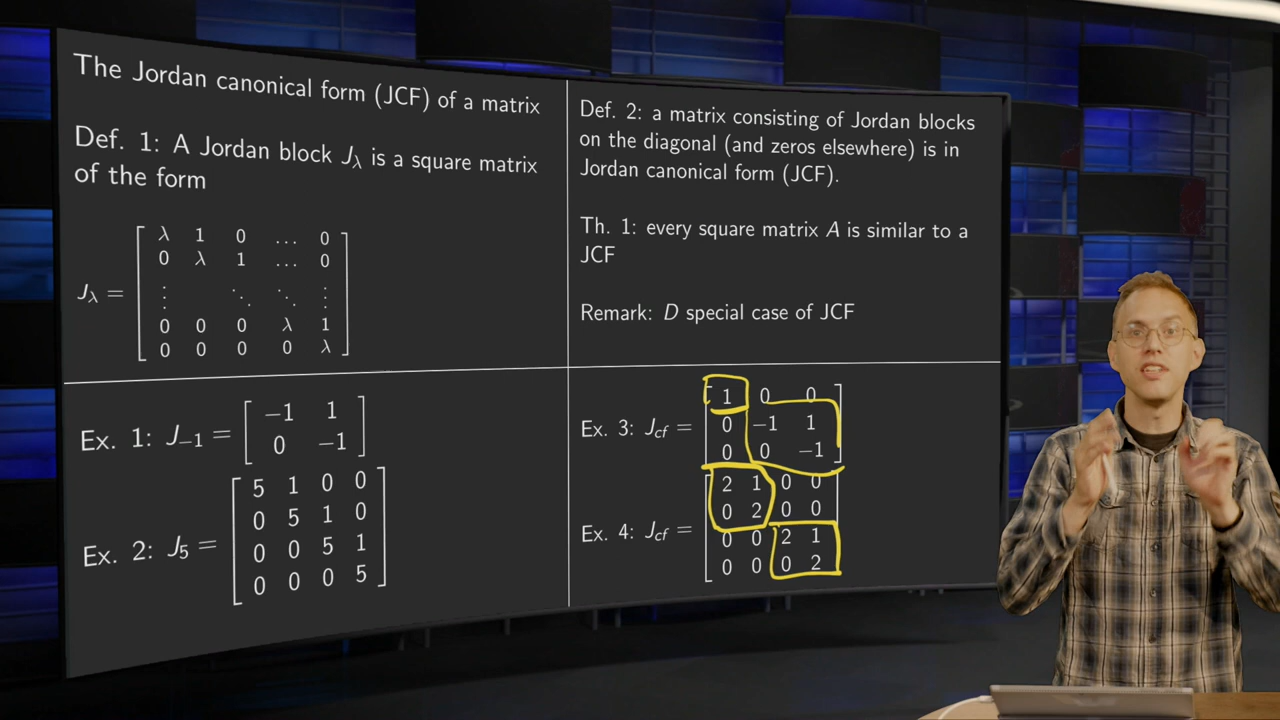 The Jordan canonical form (JCF) of a matrix
Def. 1: A Jordan block J_λ is a square matrix
of the form
J_λ =
λ 1 0 … 0
0 λ 1 … 0
⋮ ⋱ ⋱ ⋮
0 0 0 λ 1
0 0 0 0 λ
Def. 2: a matrix consisting of Jordan blocks
on the diagonal (and zeros elsewhere) is in
Jordan canonical form (JCF).
Th. 1: every square matrix A is similar to a
JCF
Remark: D special case of JCF
Ex. 1: J₋₁ =
−1 1
0 −1
Ex. 2: J₅ =
5 1 0 0
0 5 1 0
0 0 5 1
0 0 0 5
Ex. 3: J_cf =
1 0 0
0 −1 1
0 0 −1
Ex. 4: J_cf =
2 1 0 0
0 2 0 0
0 0 2 1
0 0 0 2